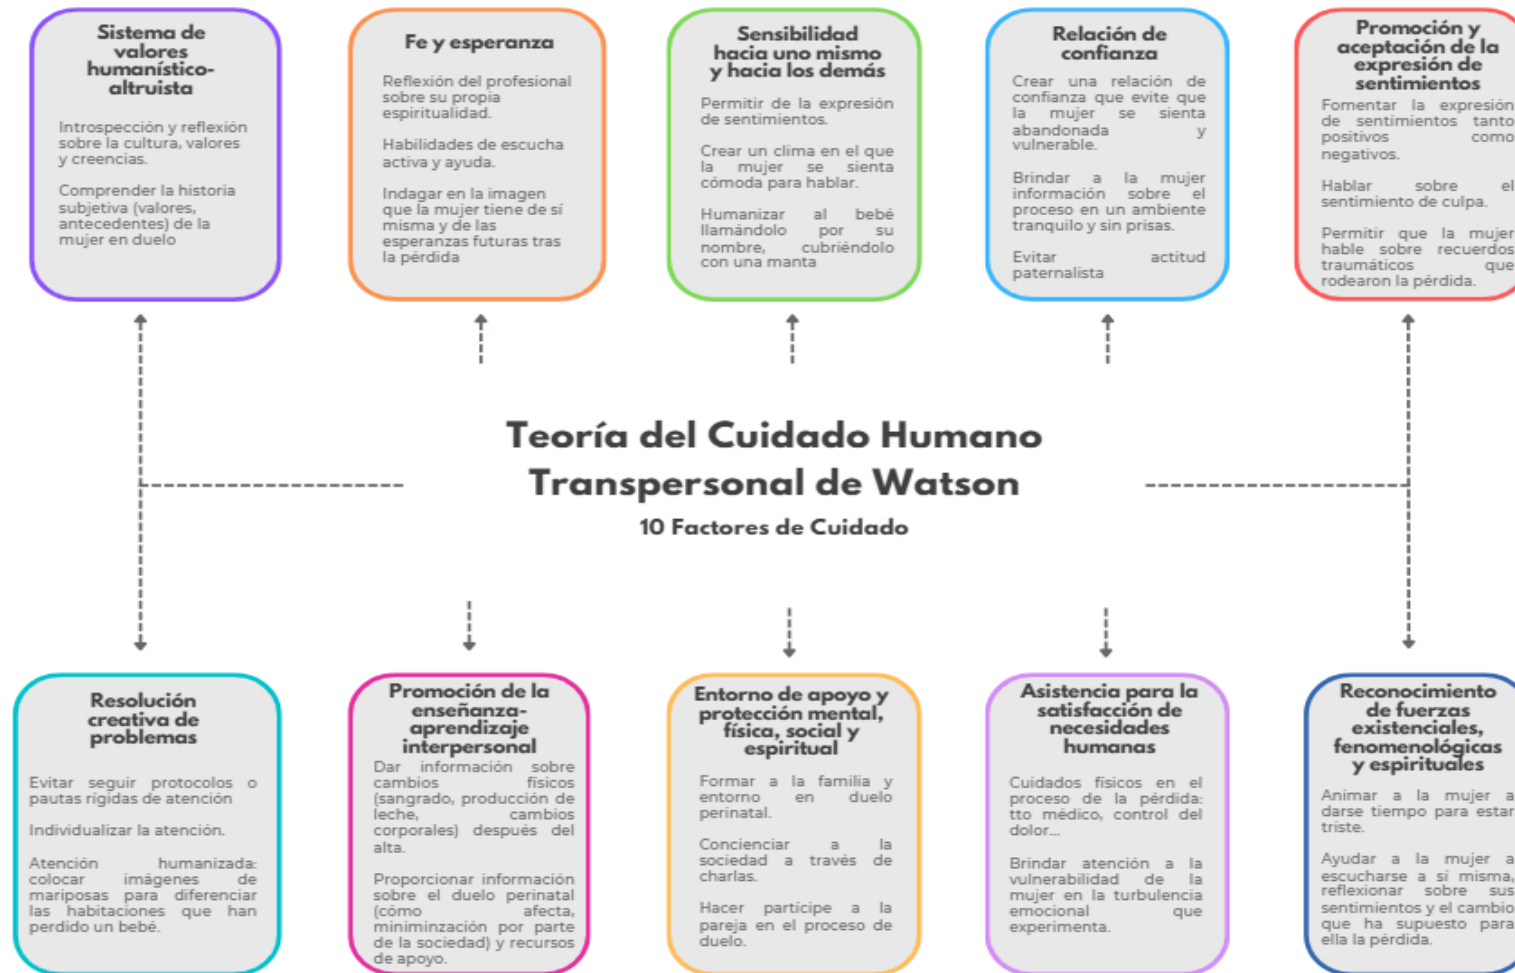 Sistema de
valores
humanístico-
altruista
Introspección y reflexión
sobre la cultura, valores
y creencias.
Comprender la historia
subjetiva (valores,
antecedentes) de la
mujer en duelo
Fe y esperanza
Reflexión del profesional
sobre su propia
espiritualidad.
Habilidades de escucha
activa y ayuda.
Indagar en la imagen
que la mujer tiene de sí
misma y de las
esperanzas futuras tras
la pérdida
Sensibilidad
hacia uno mismo
y hacia los demás
Permitir de la expresión
de sentimientos.
Crear un clima en el que
la mujer se sienta
cómoda para hablar.
Humanizar al bebé
llamándolo por su
nombre, cubriéndolo
con una manta
Relación de
confianza
Crear una relación de
confianza que evite que
la mujer se sienta
abandonada y
vulnerable.
Brindar a la mujer
información sobre el
proceso en un ambiente
tranquilo y sin prisas.
Evitar actitud
paternalista
Promoción y
aceptación de la
expresión de
sentimientos
Fomentar la expresión
de sentimientos tanto
positivos como
negativos.
Hablar sobre el
sentimiento de culpa.
Permitir que la mujer
hable sobre recuerdos
traumáticos que
rodearon la pérdida.
Teoría del Cuidado Humano
Transpersonal de Watson
10 Factores de Cuidado
Resolución
creativa de
problemas
Evitar seguir protocolos o
pautas rígidas de atención
Individualizar la atención.
Atención humanizada:
colocar imágenes de
mariposas para diferenciar
las habitaciones que han
perdido un bebé.
Promoción de la
enseñanza-
aprendizaje
interpersonal
Dar información sobre
cambios físicos
(sangrado, producción de
leche, cambios
corporales) después del
alta.
Proporcionar información
sobre el duelo perinatal
(cómo afecta,
miniminzación por parte
de la sociedad) y recursos
de apoyo.
Entorno de apoyo y
protección mental,
física, social y
espiritual
Formar a la familia y
entorno en duelo
perinatal.
Concienciar a la
sociedad a través de
charlas.
Hacer partícipe a la
pareja en el proceso de
duelo.
Asistencia para la
satisfacción de
necesidades
humanas
Cuidados físicos en el
proceso de la pérdida:
tto médico, control del
dolor...
Brindar atención a la
vulnerabilidad de la
mujer en la turbulencia
emocional que
experimenta.
Reconocimiento
de fuerzas
existenciales,
fenomenológicas
y espirituales
Animar a la mujer a
darse tiempo para estar
triste.
Ayudar a la mujer a
escucharse a sí misma,
reflexionar sobre sus
sentimientos y el cambio
que ha supuesto para
ella la pérdida.